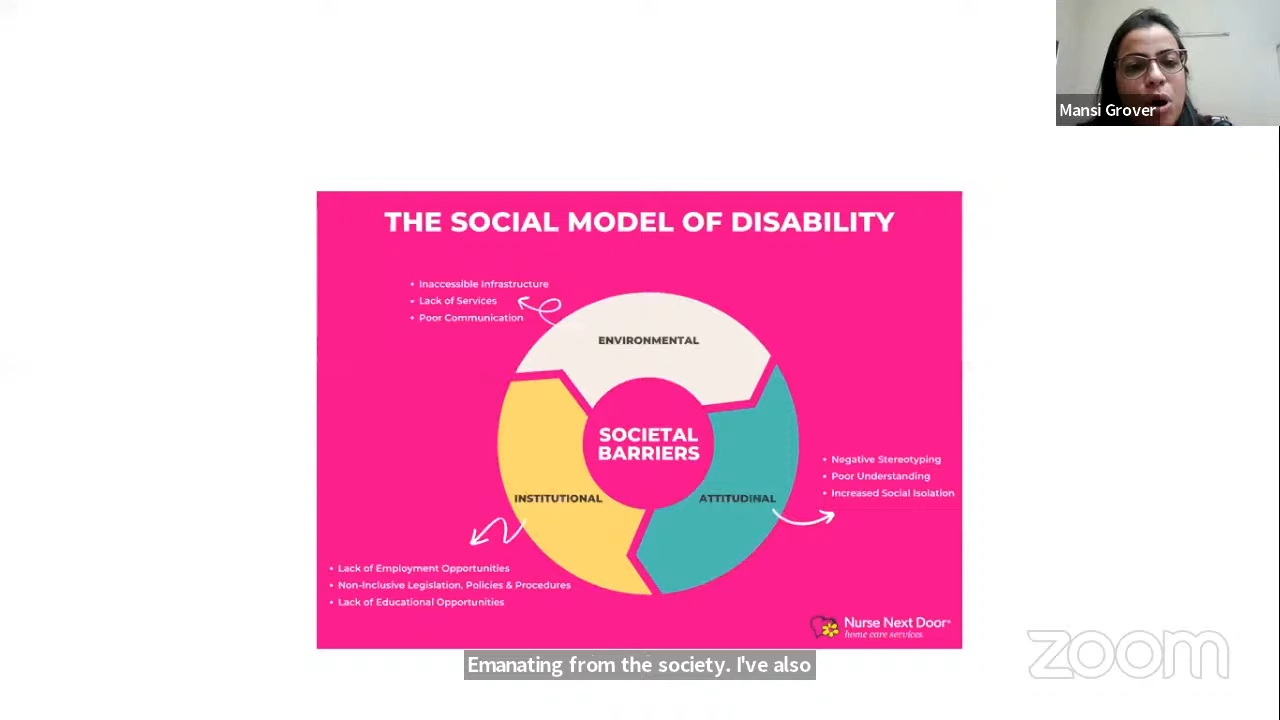 Mansi Grover
THE SOCIAL MODEL OF DISABILITY
• Inaccessible Infrastructure
• Lack of Services
• Poor Communication
ENVIRONMENTAL
SOCIETAL
BARRIERS
• Negative Stereotyping
• Poor Understanding
• Increased Social Isolation
INSTITUTIONAL
ATTITUDINAL
• Lack of Employment Opportunities
• Non-Inclusive Legislation, Policies & Procedures
• Lack of Educational Opportunities
Nurse Next Door
home care services
Emanating from the society. I've also
zoom